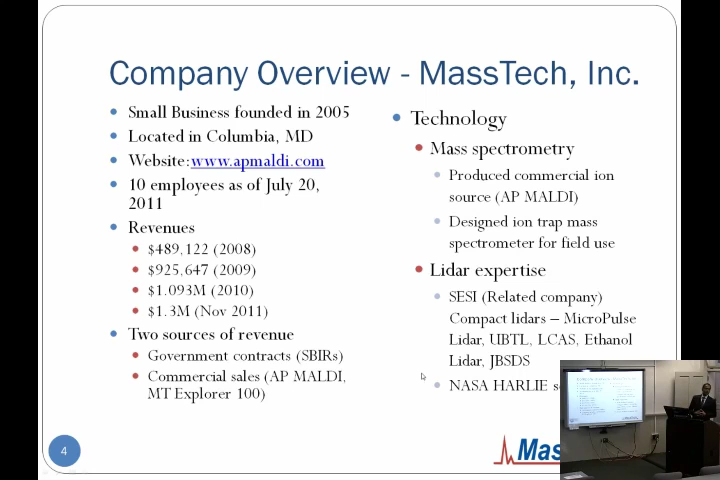 Company Overview - MassTech, Inc.
Small Business founded in 2005
Located in Columbia, MD
Website:www.apmaldi.com
10 employees as of July 20,
2011
Revenues
$489,122 (2008)
$925,647 (2009)
$1.093M (2010)
$1.3M (Nov 2011)
Two sources of revenue
Government contracts (SBIRs)
Commercial sales (AP MALDI,
MT Explorer 100)
Technology
Mass spectrometry
Produced commercial ion
source (AP MALDI)
Designed ion trap mass
spectrometer for field use
Lidar expertise
SESI (Related company)
Compact lidars – MicroPulse
Lidar, UBTL, LCAS, Ethanol
Lidar, JBSDS
NASA HARLIE
4
Mas